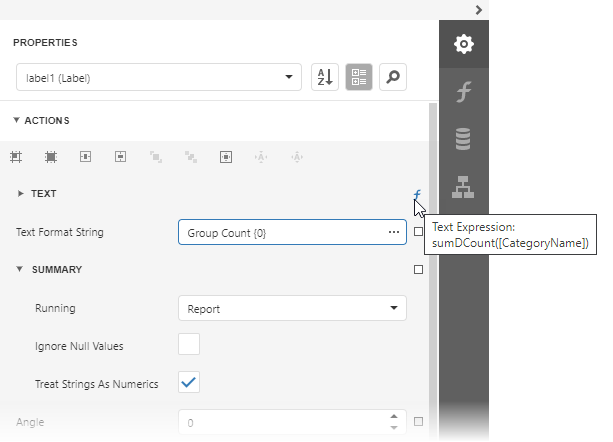 PROPERTIES
label1 (Label)
A
Z
ACTIONS
A
A
TEXT
f
f
Text Format String
Group Count {0}
...
Text Expression:
sumDCount([CategoryName])
SUMMARY
Running
Report
Ignore Null Values
Treat Strings As Numerics
Angle
0